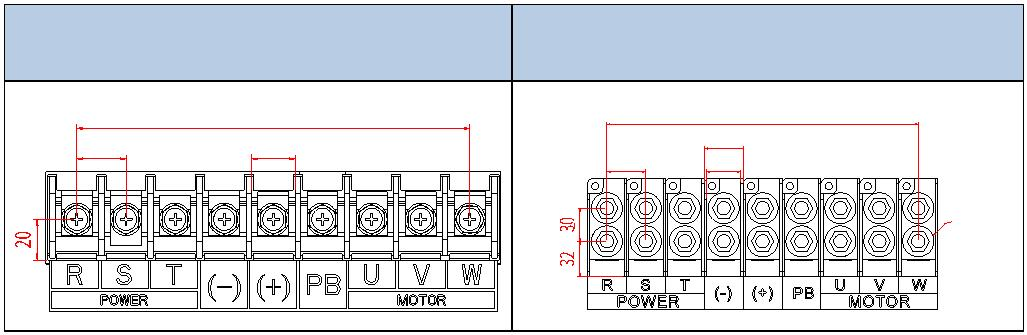 20
R S T (−) (+) PB U V W
POWER MOTOR
30
32
R S T (-) (+) PB U V W
POWER MOTOR